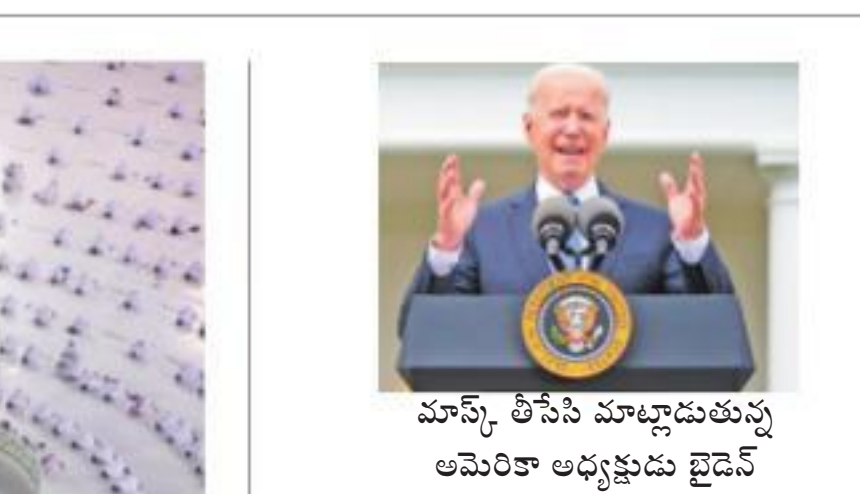 మాస్క్ తీసేసి మాట్లాడుతున్న
అమెరికా అధ్యక్షుడు బైడెన్